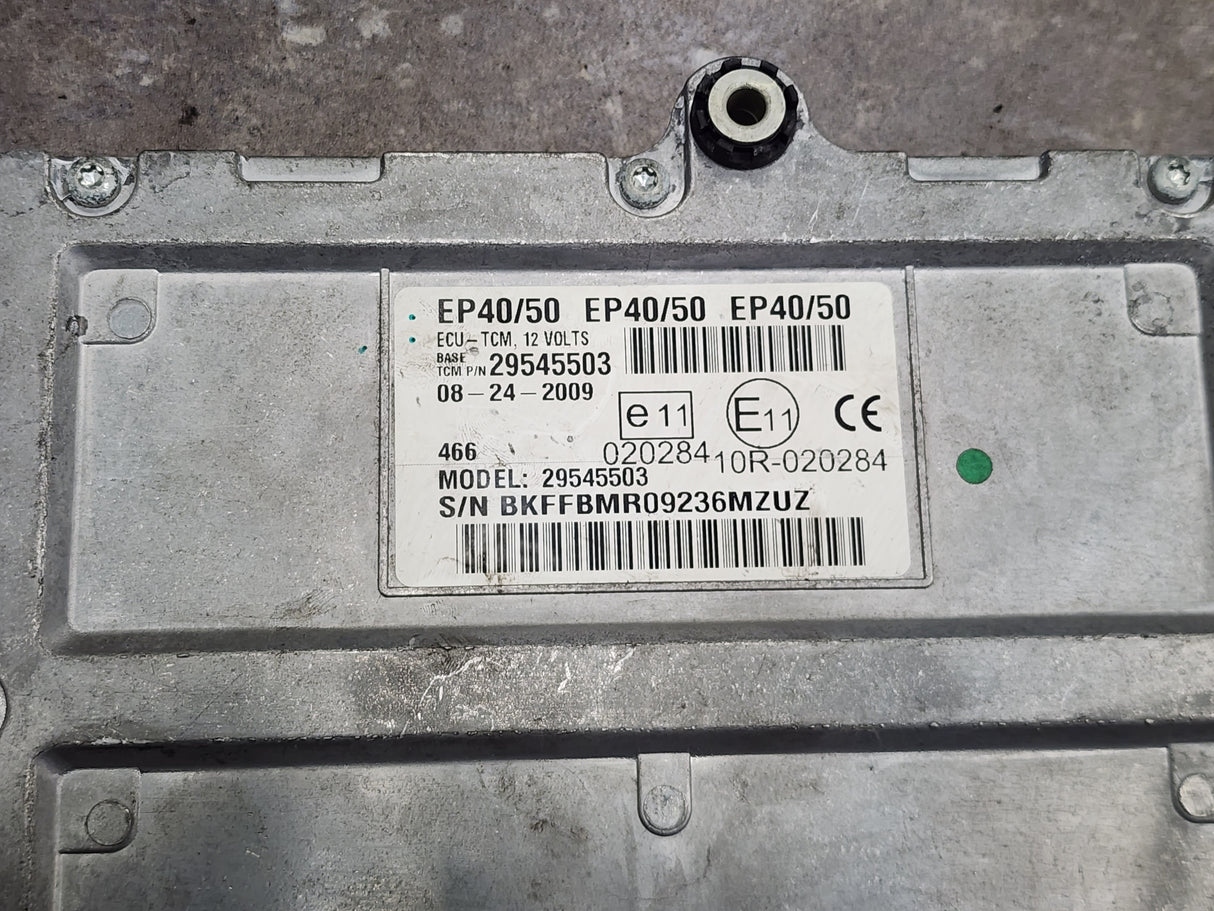 EP40/50 EP40/50 EP40/50
ECU-TCM, 12 VOLTS
BASE
TCM P/N 29545503
08-24-2009
e11 E11 CE
466 020284 10R-020284
MODEL: 29545503
S/N BKFFBMR09236MZUZ